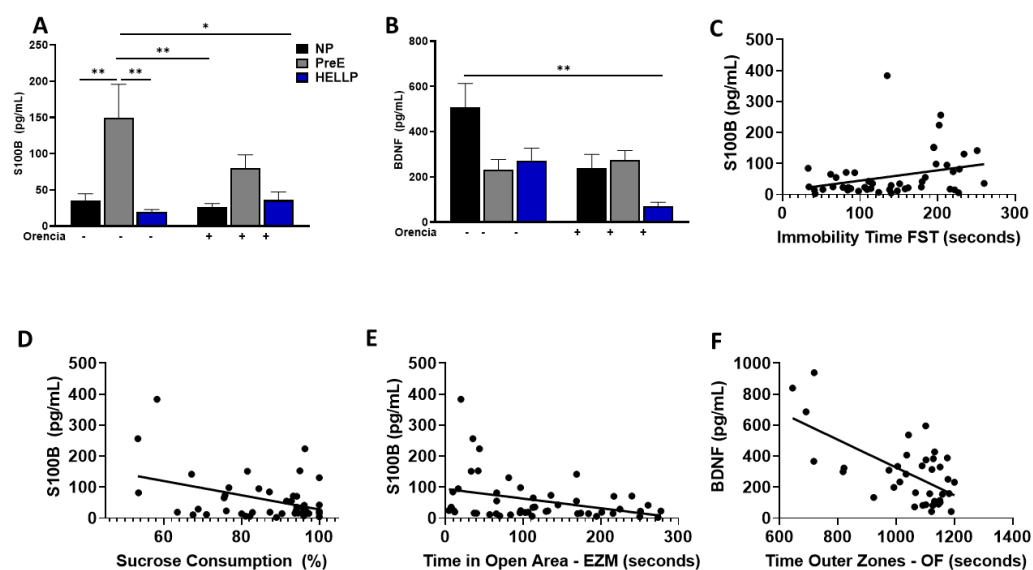 A
B
C
250
200
150
100
50
0
S100B (pg/mL)
*
**
** **
NP
PreE
HELLP
Orencia - - - + + +
800
600
400
200
0
BDNF (pg/mL)
**
Orencia - - - + + +
500
400
300
200
100
0
S100B (pg/mL)
0 100 200 300
Immobility Time FST (seconds)
D
E
F
500
400
300
200
100
0
S100B (pg/mL)
60 80 100
Sucrose Consumption (%)
500
400
300
200
100
0
S100B (pg/mL)
0 100 200 300
Time in Open Area - EZM (seconds)
1000
800
600
400
200
0
BDNF (pg/mL)
600 800 1000 1200 1400
Time Outer Zones - OF (seconds)